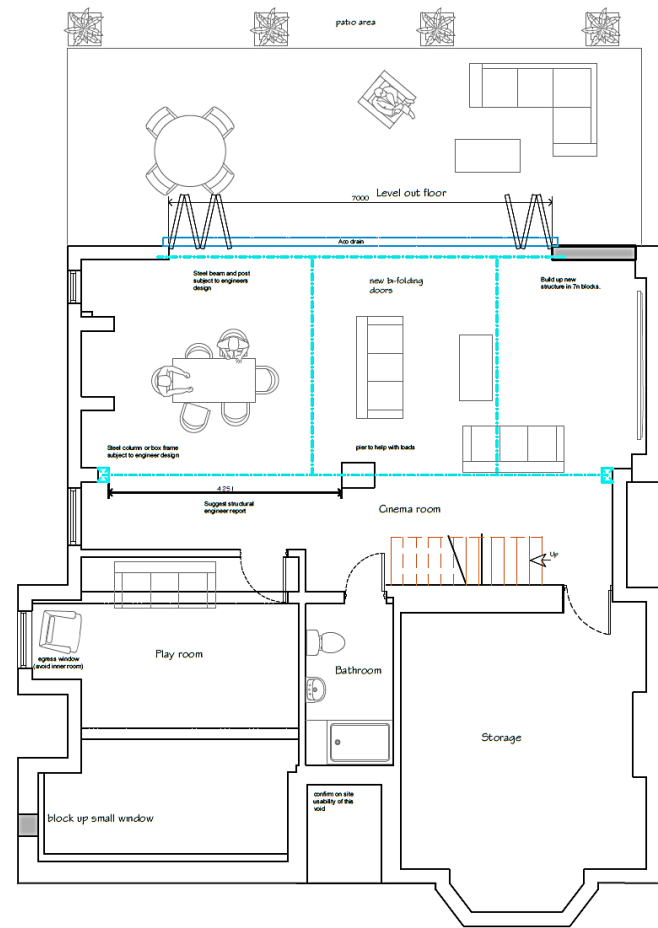 patio area
Level out floor
7000
Aco drain
Steel beam and post
subject to engineers
design
new bi-folding
doors
Build up new
structure in 7n blocks.
Steel column or box frame
subject to engineer design
pier to help with loads
4251
Suggest structural
engineer report
Cinema room
Up
egress window
(avoid inner room)
Play room
Bathroom
Storage
confirm on site
usability of this
void
block up small window